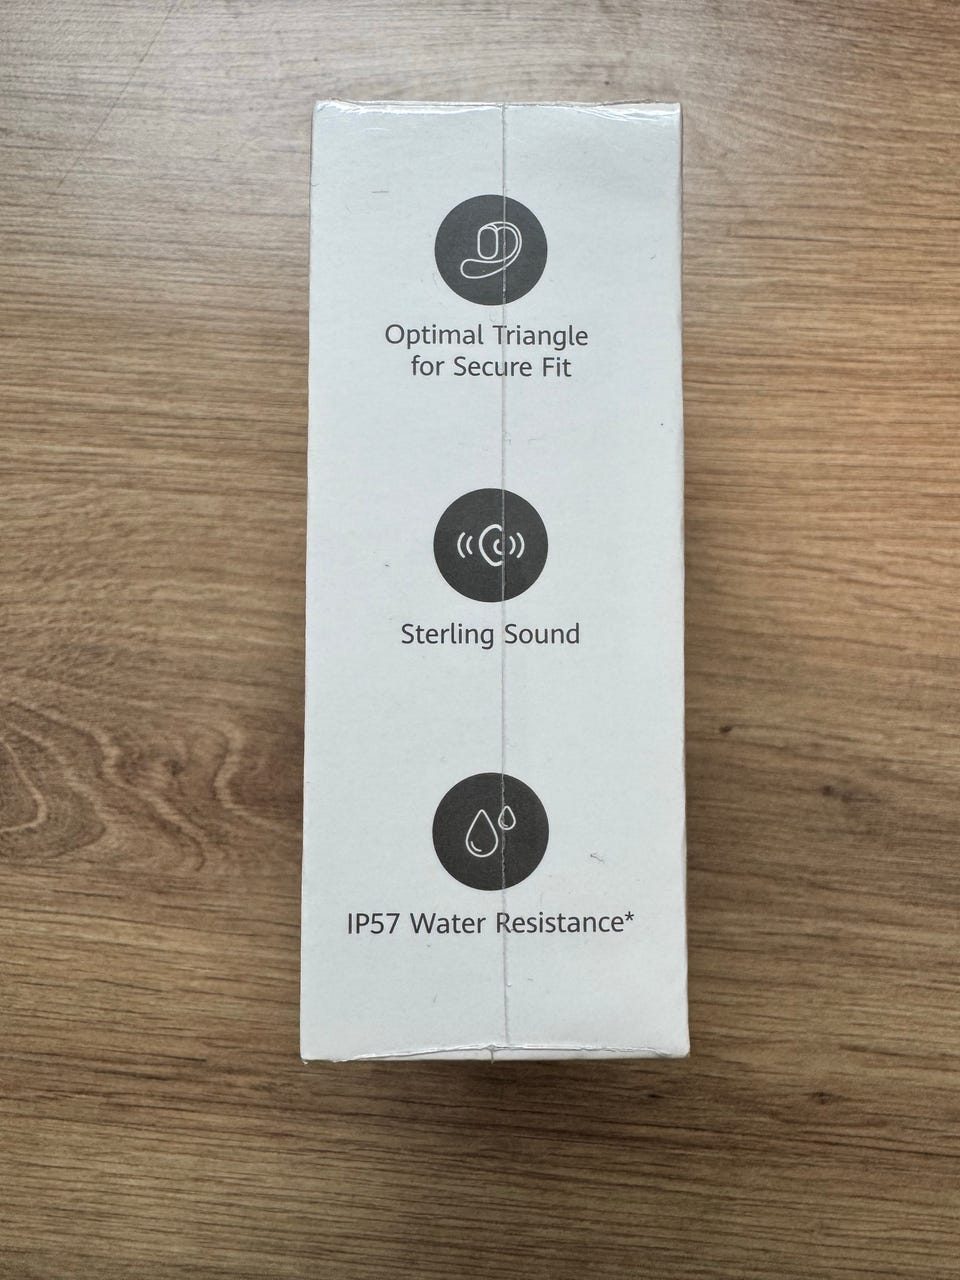 Optimal Triangle
for Secure Fit
Sterling Sound
IP57 Water Resistance*